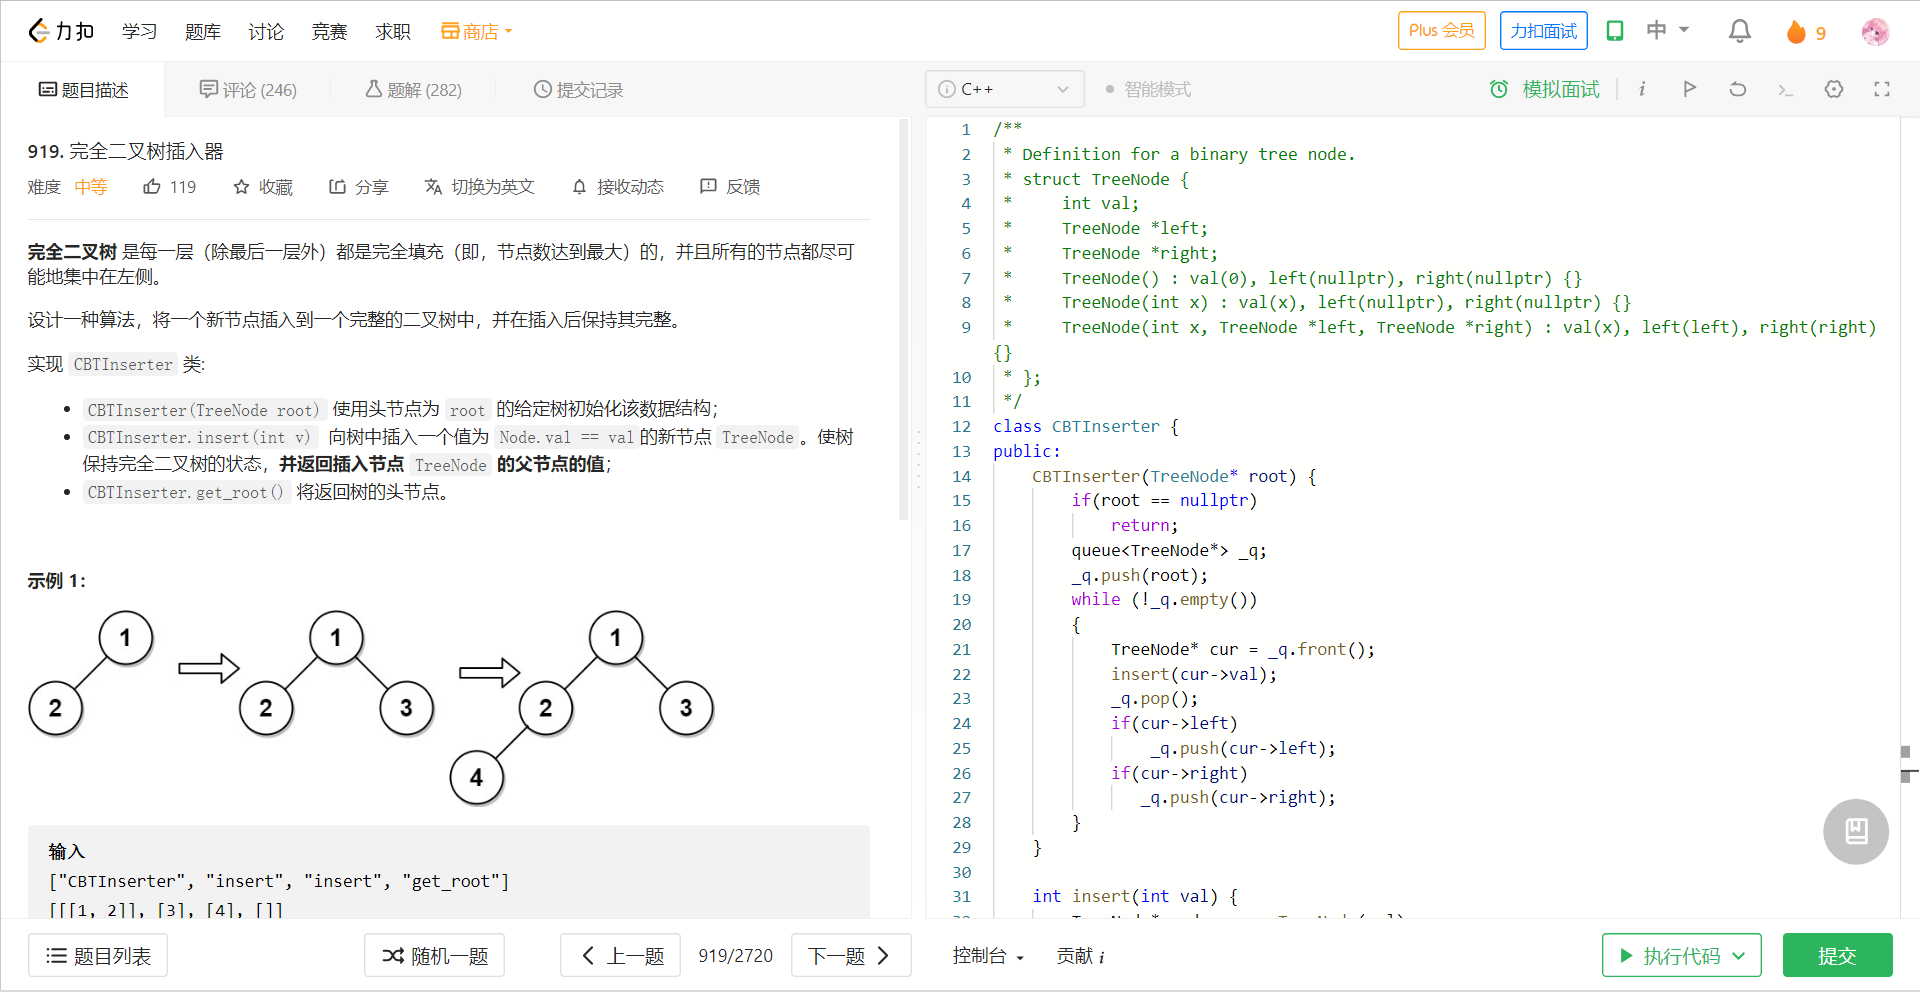 力扣 学习 题库 讨论 竞赛 求职 商店 Plus 会员 力扣面试 中 9
题目描述 评论 (246) 题解 (282) 提交记录
919. 完全二叉树插入器
难度 中等 119 收藏 分享 切换为英文 接收动态 反馈
完全二叉树 是每一层（除最后一层外）都是完全填充（即，节点数达到最大）的，并且所有的节点都尽可
能地集中在左侧。
设计一种算法，将一个新节点插入到一个完整的二叉树中，并在插入后保持其完整。
实现 CBTInserter 类:
• CBTInserter(TreeNode root) 使用头节点为 root 的给定树初始化该数据结构；
• CBTInserter.insert(int v) 向树中插入一个值为 Node.val == val 的新节点 TreeNode。使树
保持完全二叉树的状态，并返回插入节点 TreeNode 的父节点的值；
• CBTInserter.get_root() 将返回树的头节点。
示例 1：
1 1 1
2 2 3 2 3
4
输入
["CBTInserter", "insert", "insert", "get_root"]
[[[1, 2]], [3], [4], []]
题目列表 随机一题 上一题 919/2720 下一题
C++ 智能模式 模拟面试 i
1 /**
2  * Definition for a binary tree node.
3  * struct TreeNode {
4  *     int val;
5  *     TreeNode *left;
6  *     TreeNode *right;
7  *     TreeNode() : val(0), left(nullptr), right(nullptr) {}
8  *     TreeNode(int x) : val(x), left(nullptr), right(nullptr) {}
9  *     TreeNode(int x, TreeNode *left, TreeNode *right) : val(x), left(left), right(right)
{}
10  * };
11  */
12 class CBTInserter {
13 public:
14     CBTInserter(TreeNode* root) {
15         if(root == nullptr)
16             return;
17         queue<TreeNode*> _q;
18         _q.push(root);
19         while (!_q.empty())
20         {
21             TreeNode* cur = _q.front();
22             insert(cur->val);
23             _q.pop();
24             if(cur->left)
25                 _q.push(cur->left);
26             if(cur->right)
27                _q.push(cur->right);
28         }
29     }
30
31     int insert(int val) {
控制台 贡献 i 执行代码 提交